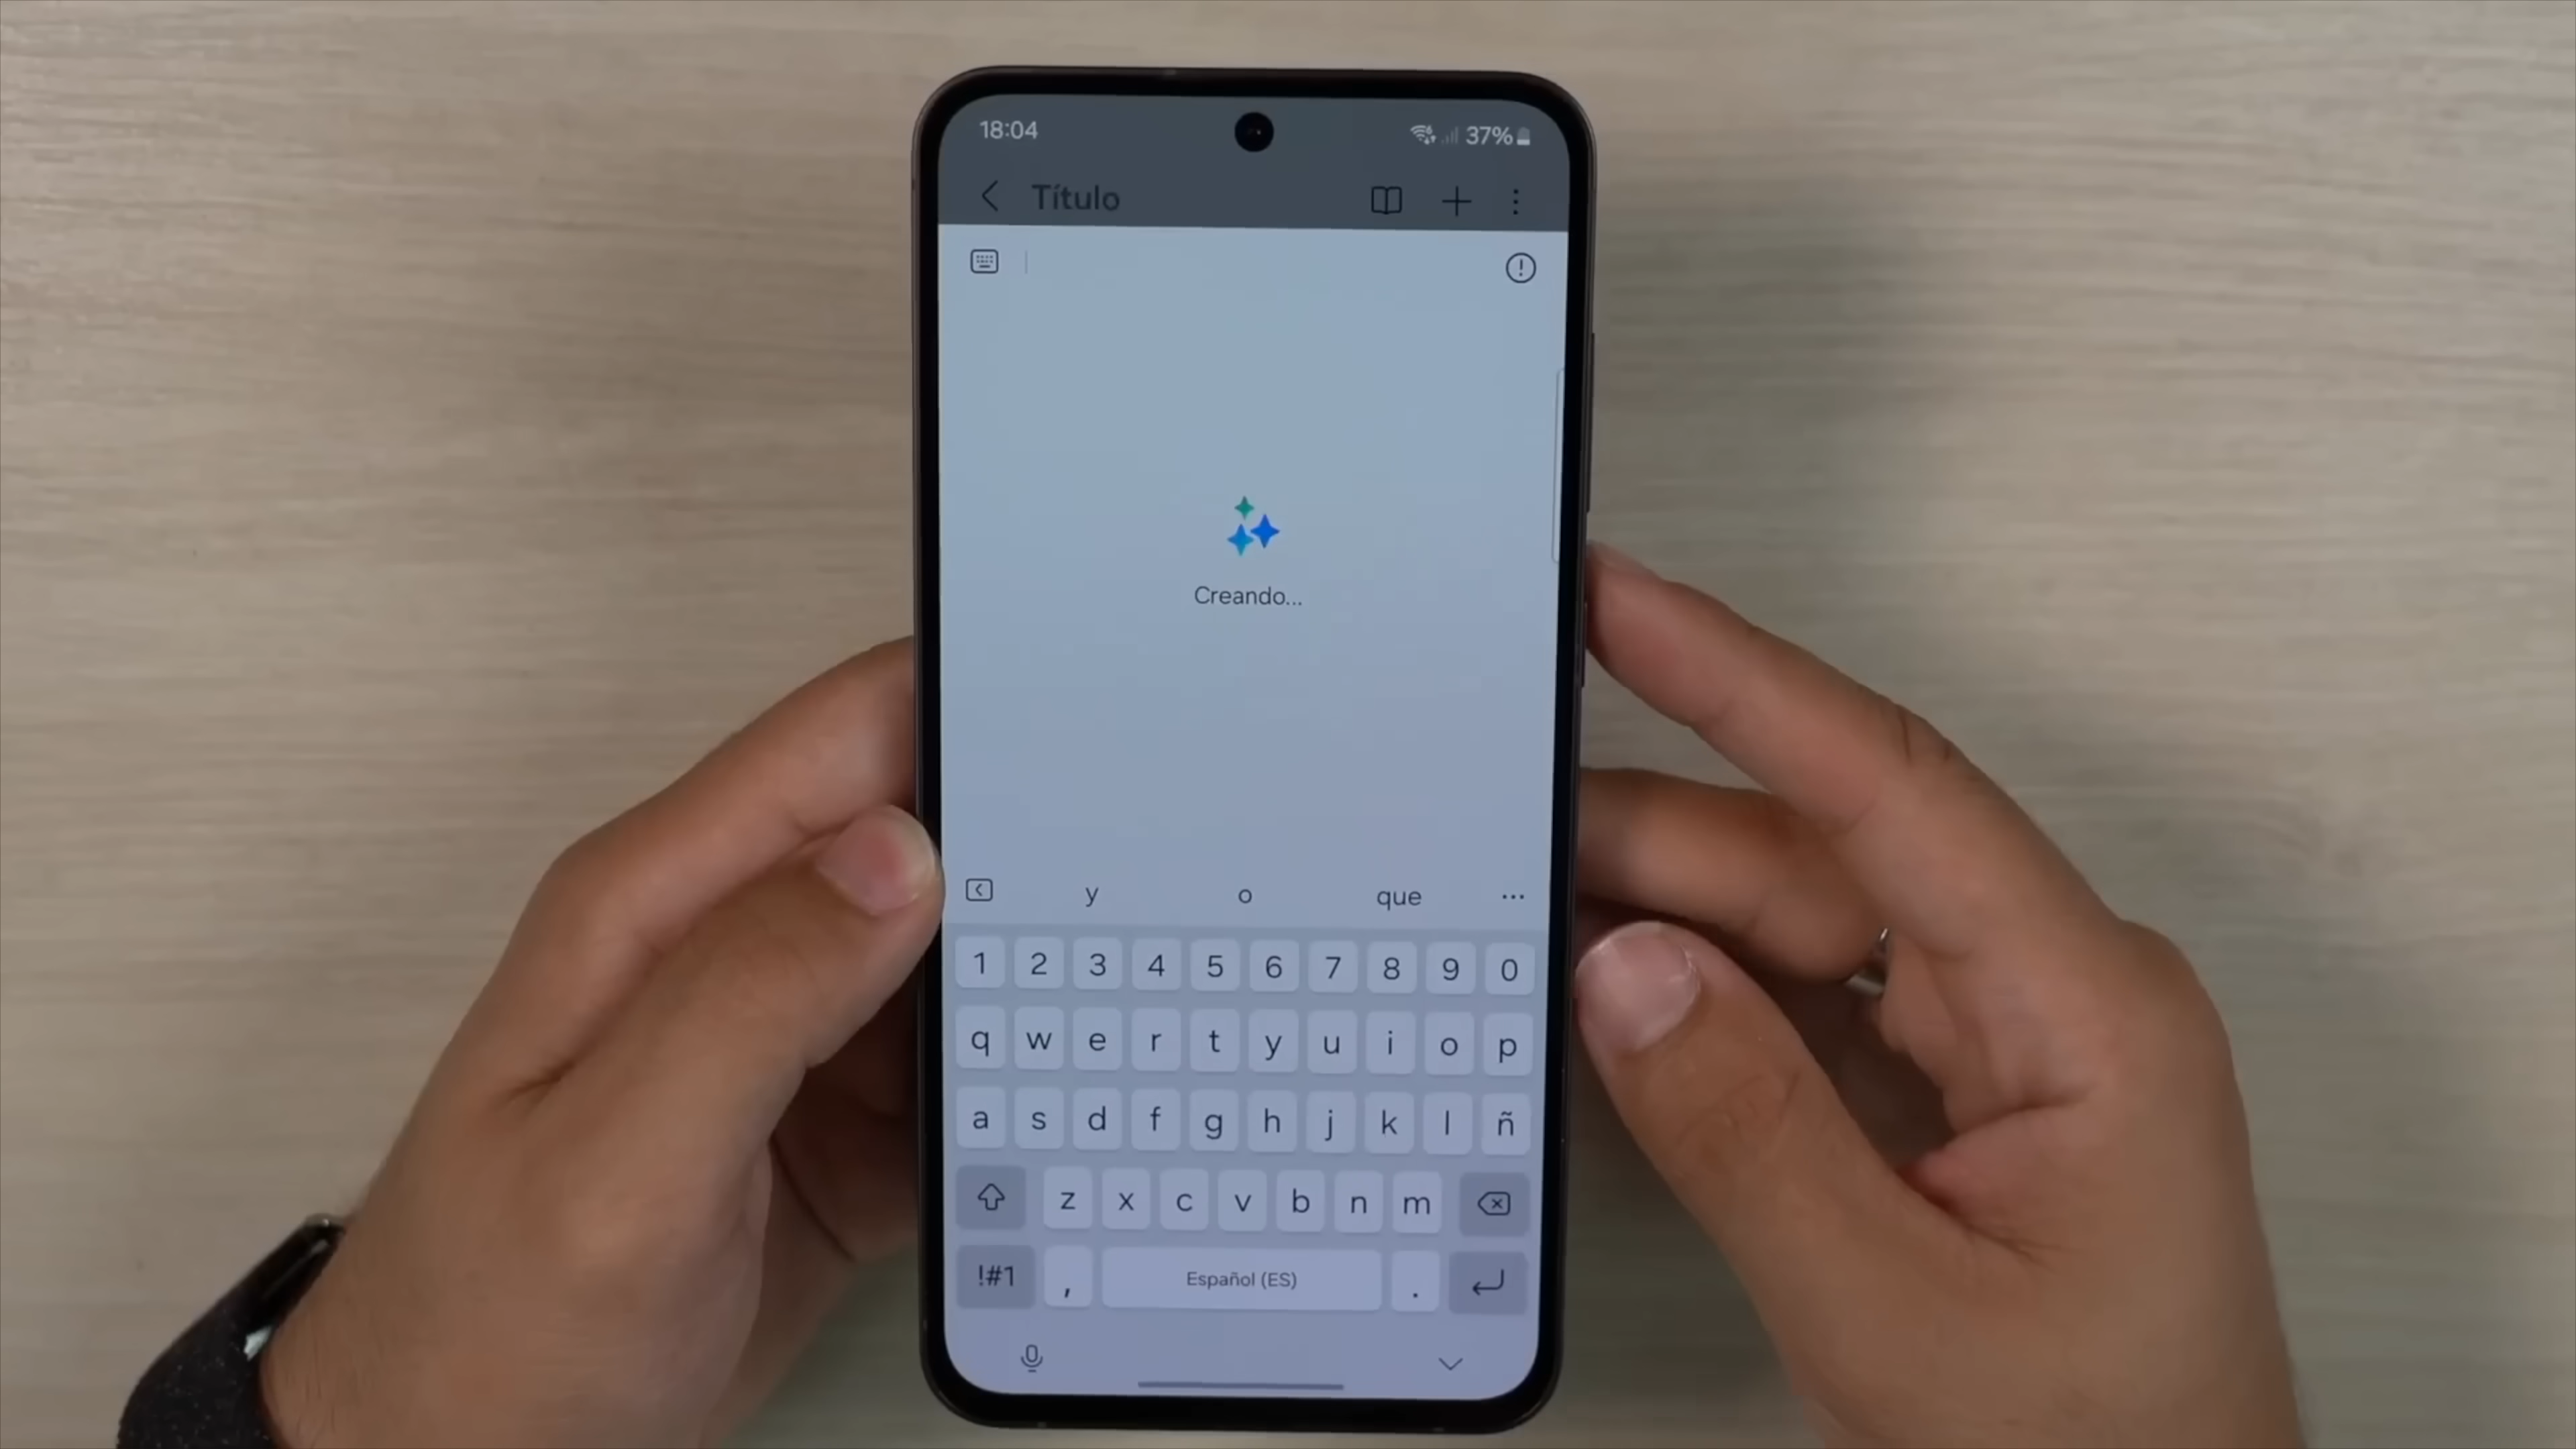 18:04 37%
Título
Creando...
y o que ...
1 2 3 4 5 6 7 8 9 0
q w e r t y u i o p
a s d f g h j k l ñ
z x c v b n m
!#1 , Español (ES) .